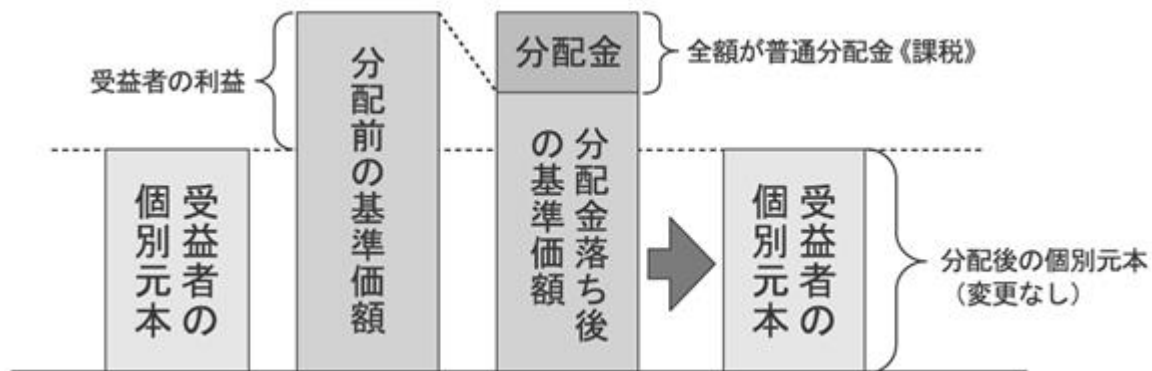 受益者の利益
受益者の
個別元本
分配前の基準価額
分配金
分配金落ち後
の基準価額
全額が普通分配金《課税》
受益者の
個別元本
分配後の個別元本
（変更なし）